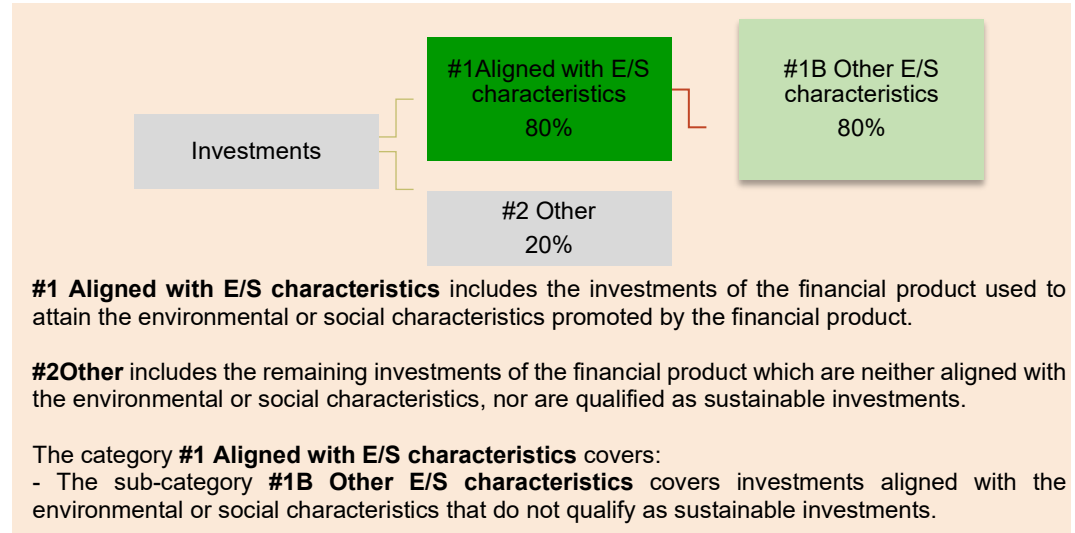 #1Aligned with E/S
characteristics
80%
#1B Other E/S
characteristics
80%
Investments
#2 Other
20%
#1 Aligned with E/S characteristics includes the investments of the financial product used to
attain the environmental or social characteristics promoted by the financial product.
#2Other includes the remaining investments of the financial product which are neither aligned with
the environmental or social characteristics, nor are qualified as sustainable investments.
The category #1 Aligned with E/S characteristics covers:
- The sub-category #1B Other E/S characteristics covers investments aligned with the
environmental or social characteristics that do not qualify as sustainable investments.